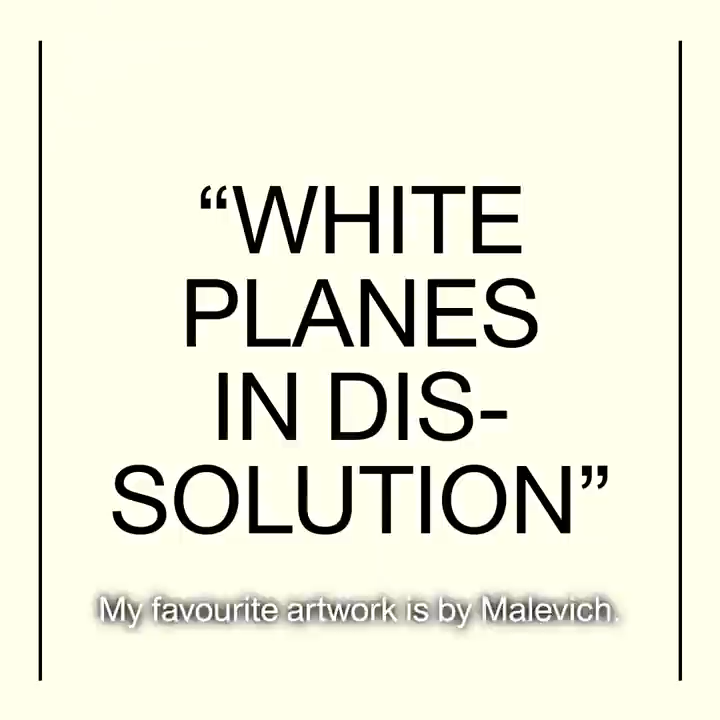 “WHITE
PLANES
IN DIS-
SOLUTION”
My favourite artwork is by Malevich.